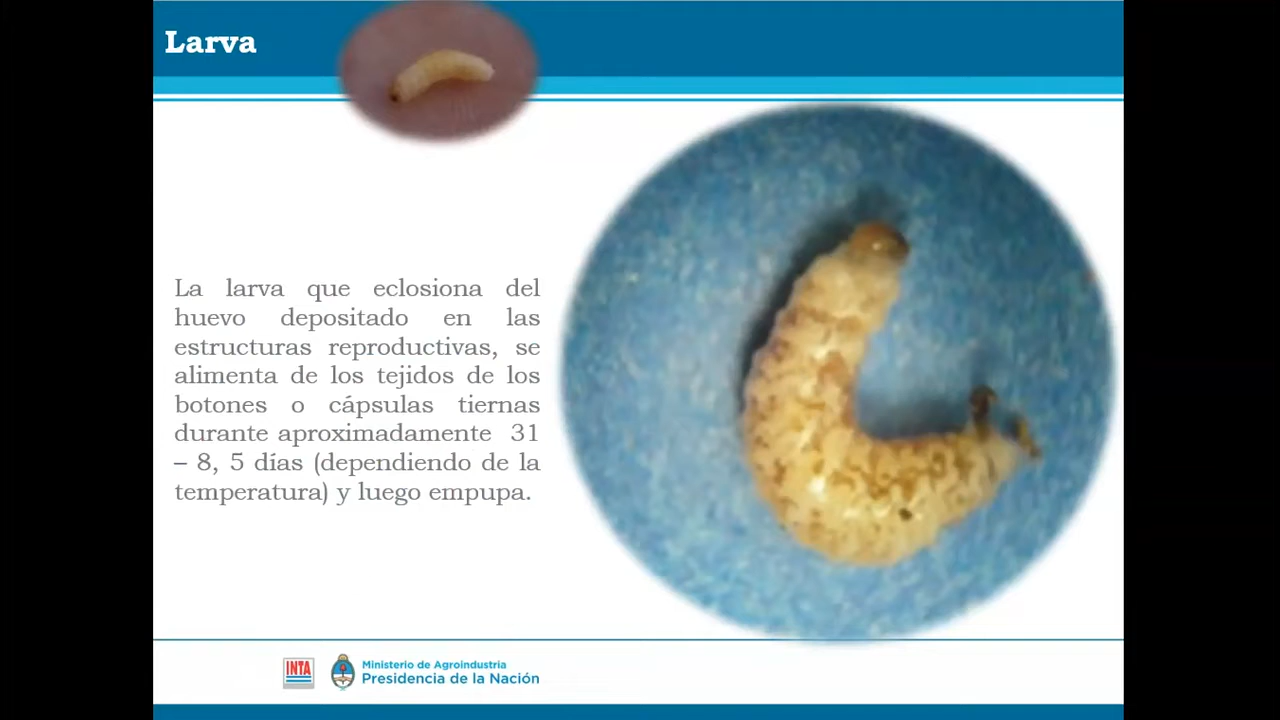 Larva
La larva que eclosiona del
huevo depositado en las
estructuras reproductivas, se
alimenta de los tejidos de los
botones o cápsulas tiernas
durante aproximadamente 31
– 8, 5 días (dependiendo de la
temperatura) y luego empupa.
INTA
Ministerio de Agroindustria
Presidencia de la Nación